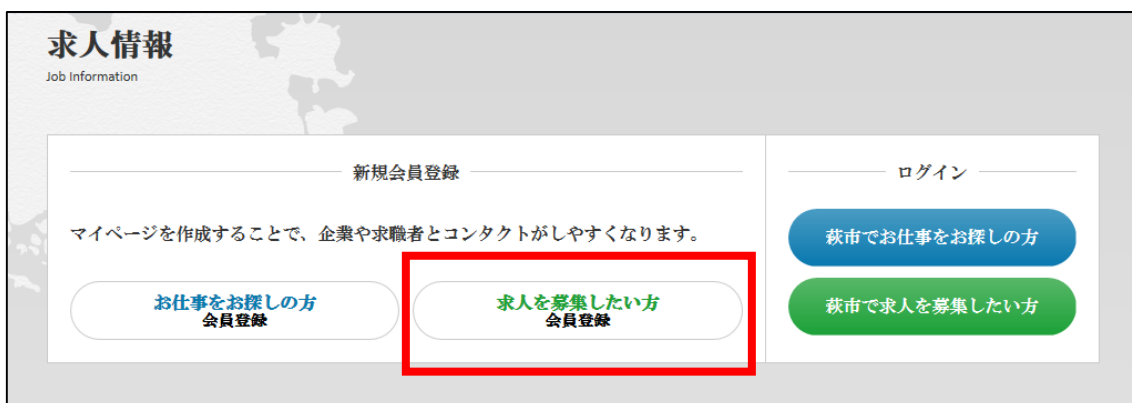 求人情報
Job Information
新規会員登録
マイページを作成することで、企業や求職者とコンタクトがしやすくなります。
お仕事をお探しの方
会員登録
求人を募集したい方
会員登録
ログイン
萩市でお仕事をお探しの方
萩市で求人を募集したい方